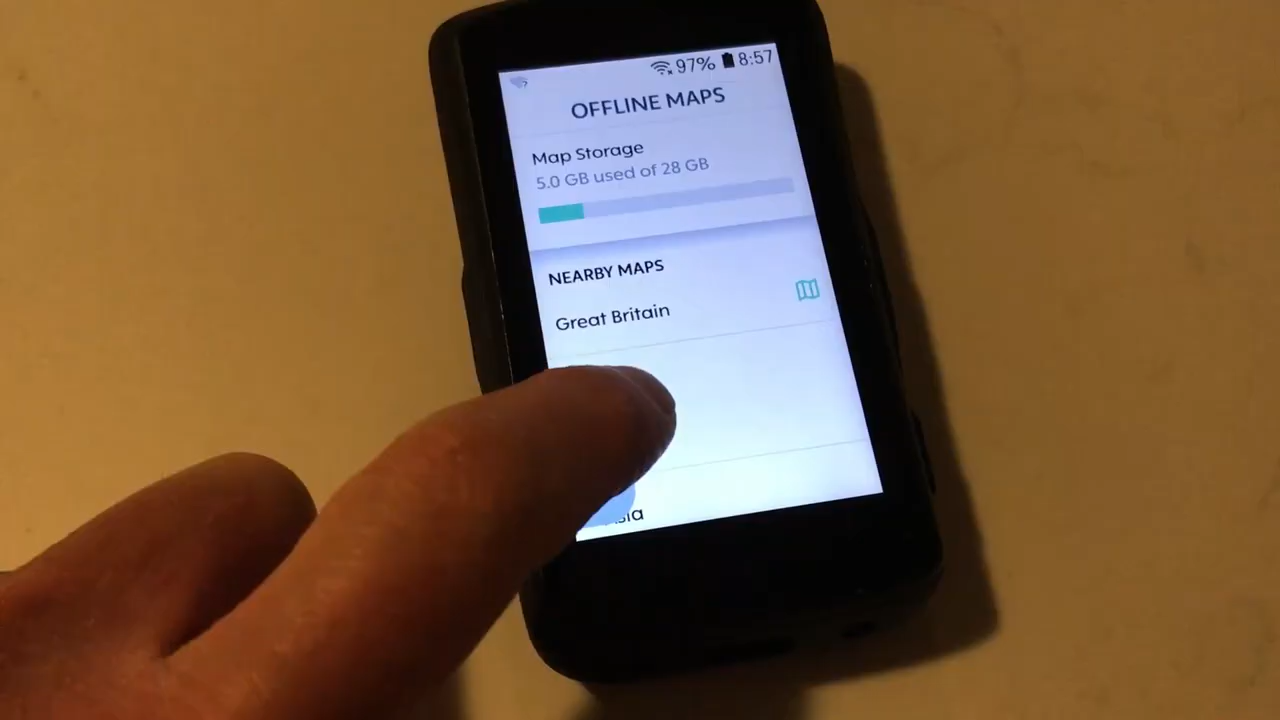 97% 8:57
OFFLINE MAPS
Map Storage
5.0 GB used of 28 GB
NEARBY MAPS
Great Britain